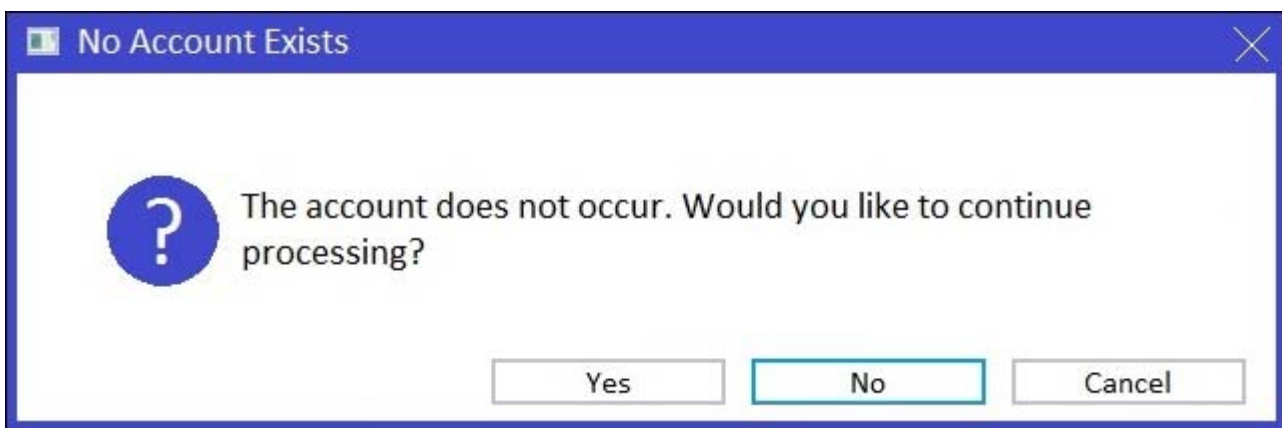 No Account Exists
?
The account does not occur. Would you like to continue
processing?
Yes No Cancel